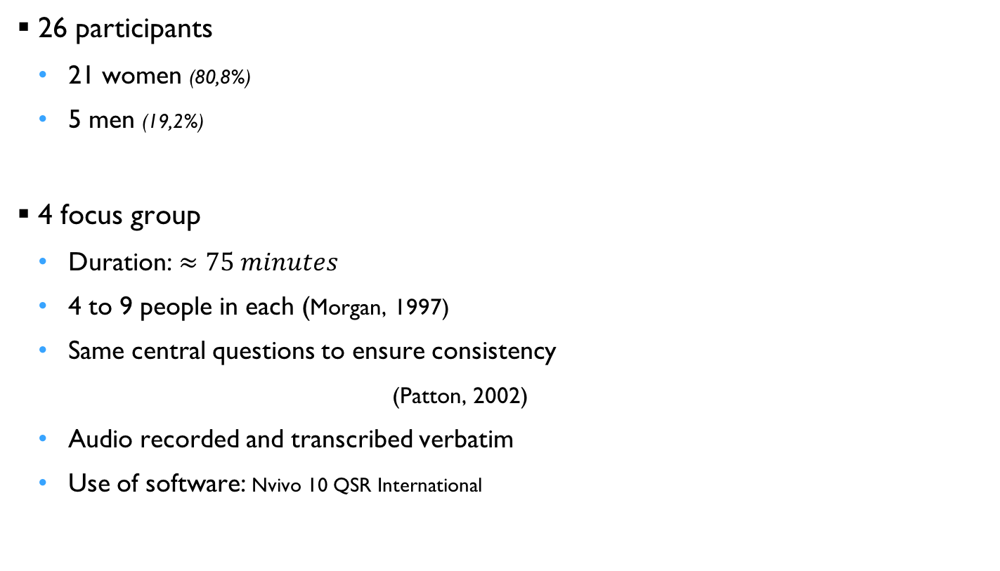 ▪ 26 participants
• 21 women (80,8%)
• 5 men (19,2%)
▪ 4 focus group
• Duration: ≈ 75 minutes
• 4 to 9 people in each (Morgan, 1997)
• Same central questions to ensure consistency
(Patton, 2002)
• Audio recorded and transcribed verbatim
• Use of software: Nvivo 10 QSR International